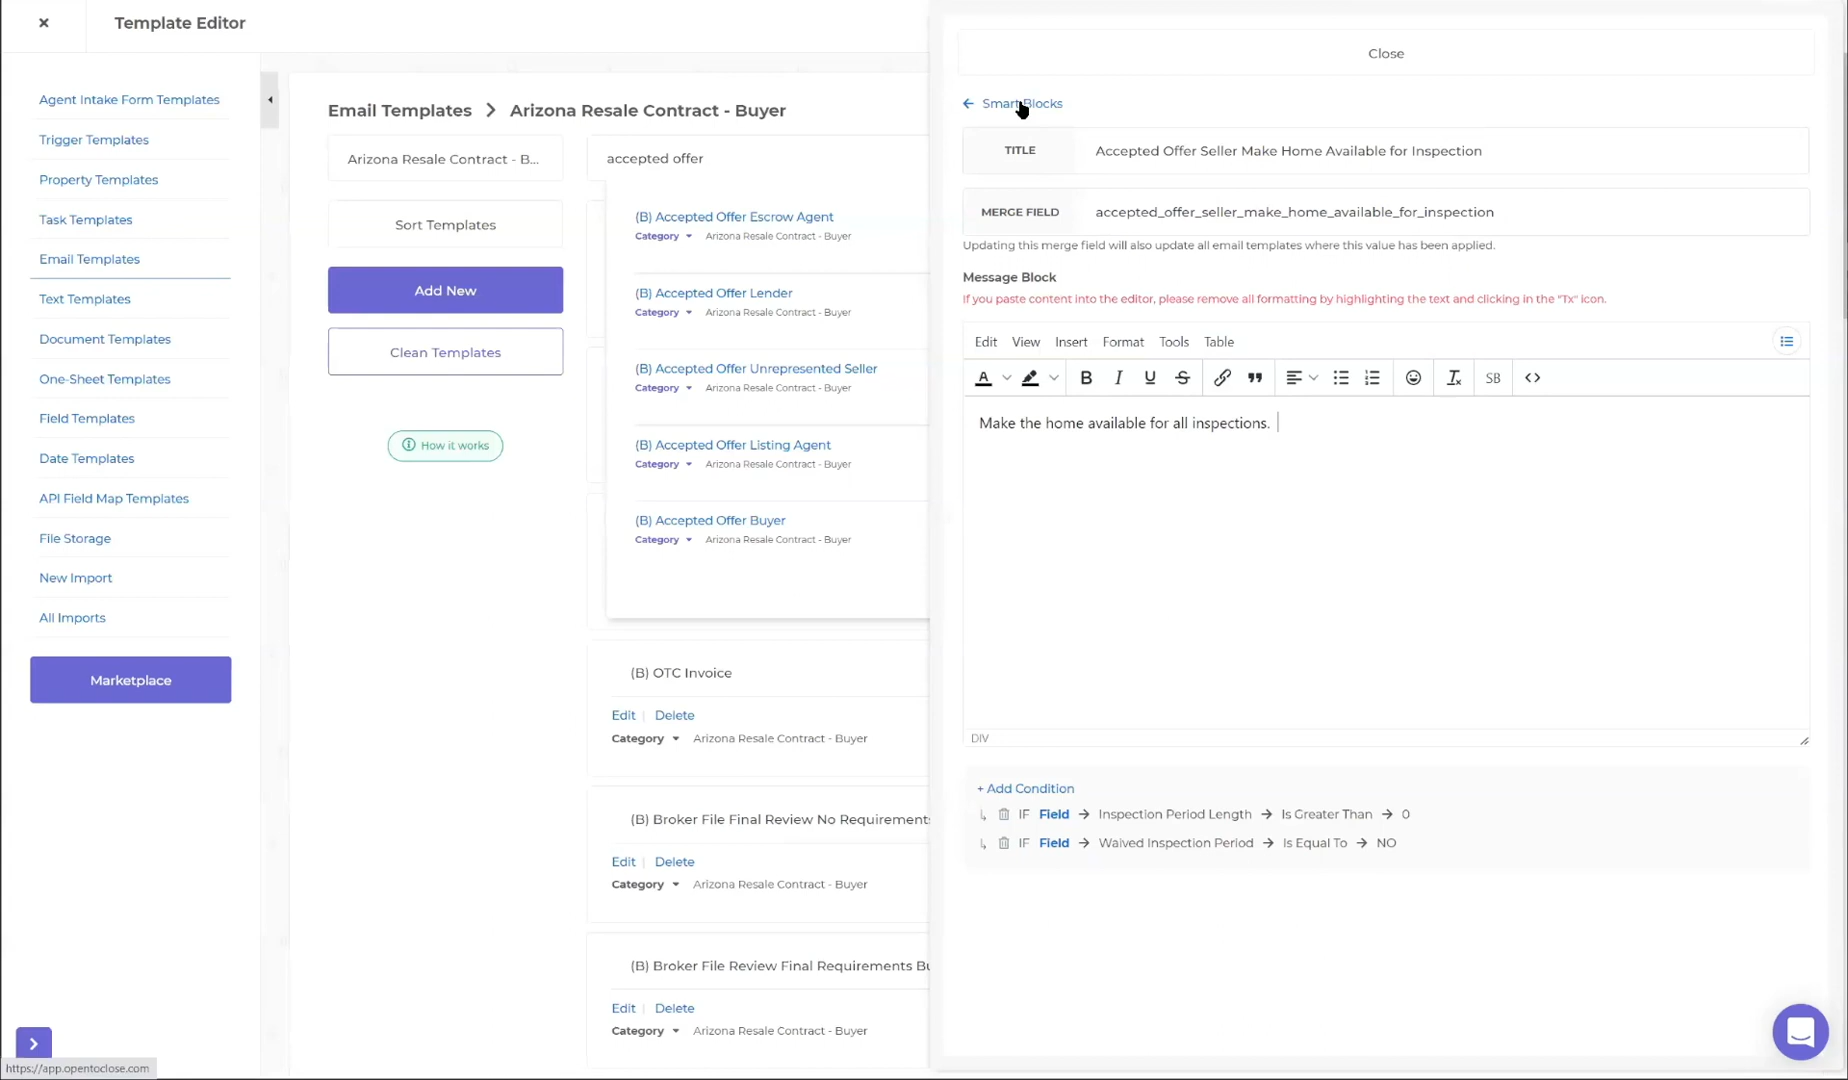 Template Editor
Agent Intake Form Templates
Trigger Templates
Property Templates
Task Templates
Email Templates
Text Templates
Document Templates
One-Sheet Templates
Field Templates
Date Templates
API Field Map Templates
File Storage
New Import
All Imports
Marketplace
https://app.opentoclose.com
Email Templates > Arizona Resale Contract - Buyer
Arizona Resale Contract - B...
Sort Templates
Add New
Clean Templates
How it works
accepted offer
(B) Accepted Offer Escrow Agent
Category Arizona Resale Contract - Buyer
(B) Accepted Offer Lender
Category Arizona Resale Contract - Buyer
(B) Accepted Offer Unrepresented Seller
Category Arizona Resale Contract - Buyer
(B) Accepted Offer Listing Agent
Category Arizona Resale Contract - Buyer
(B) Accepted Offer Buyer
Category Arizona Resale Contract - Buyer
(B) OTC Invoice
Edit | Delete
Category Arizona Resale Contract - Buyer
(B) Broker File Final Review No Requirements
Edit | Delete
Category Arizona Resale Contract - Buyer
(B) Broker File Review Final Requirements Bu
Edit | Delete
Category Arizona Resale Contract - Buyer
Close
← Smart Blocks
TITLE Accepted Offer Seller Make Home Available for Inspection
MERGE FIELD accepted_offer_seller_make_home_available_for_inspection
Updating this merge field will also update all email templates where this value has been applied.
Message Block
If you paste content into the editor, please remove all formatting by highlighting the text and clicking in the "Tx" icon.
Edit View Insert Format Tools Table
A B I U S SB
Make the home available for all inspections.
DIV
+ Add Condition
IF Field → Inspection Period Length → Is Greater Than → 0
IF Field → Waived Inspection Period → Is Equal To → NO